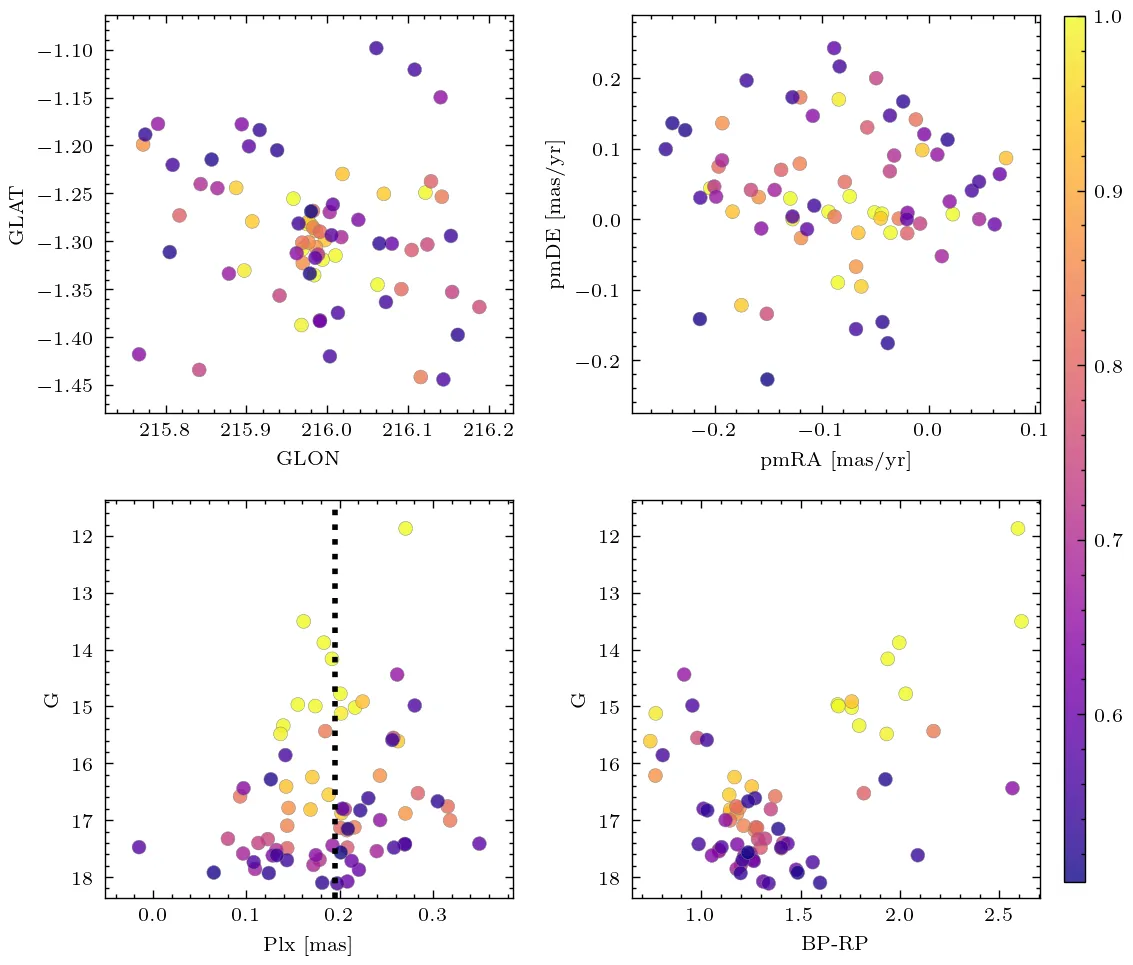 −1.10
−1.15
−1.20
−1.25
−1.30
−1.35
−1.40
−1.45
GLAT
215.8 215.9 216.0 216.1 216.2
GLON
0.2
0.1
0.0
−0.1
−0.2
pmDE [mas/yr]
−0.2 −0.1 0.0 0.1
pmRA [mas/yr]
12
13
14
15
16
17
18
G
0.0 0.1 0.2 0.3
Plx [mas]
12
13
14
15
16
17
18
G
1.0 1.5 2.0 2.5
BP-RP
1.0
0.9
0.8
0.7
0.6